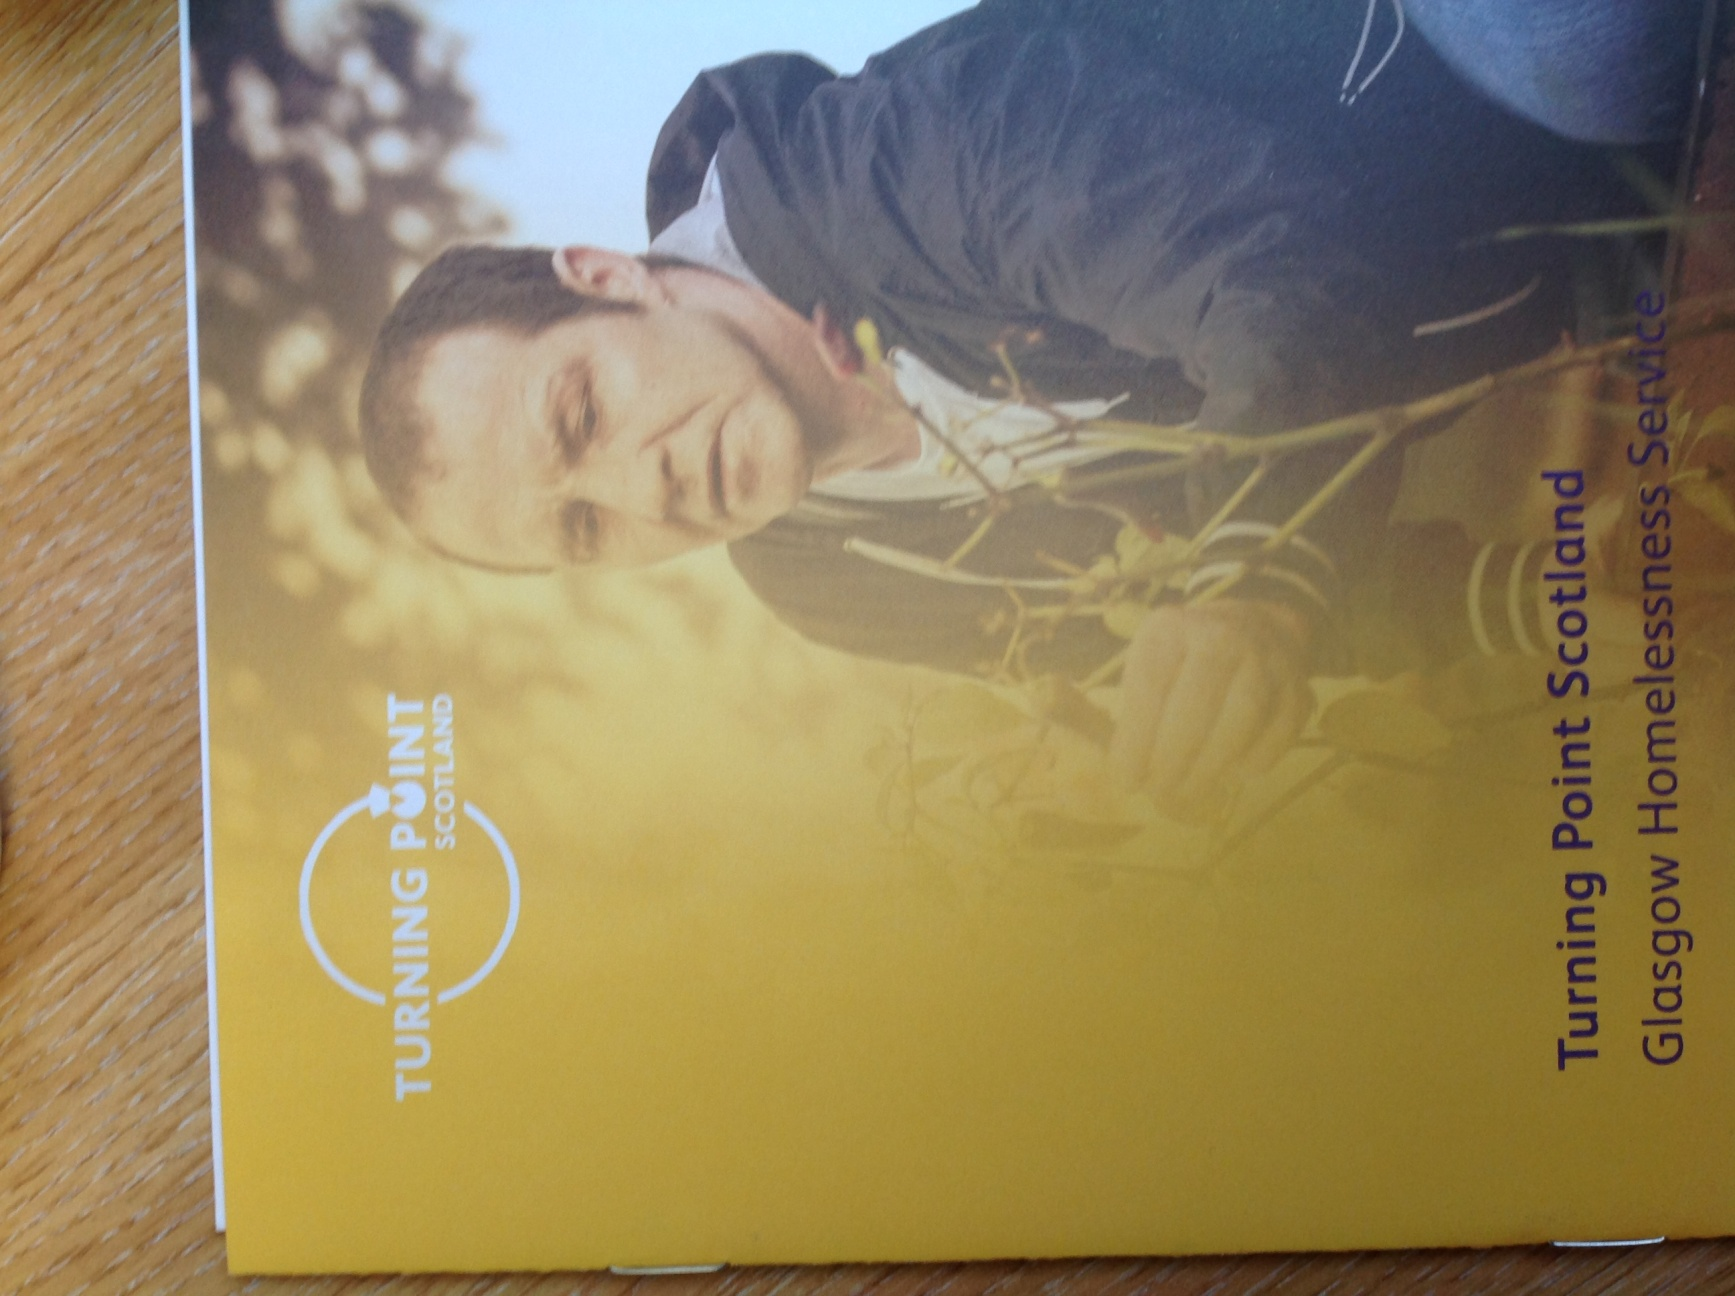 TURNING POINT
SCOTLAND
Turning Point Scotland
Glasgow Homelessness Service